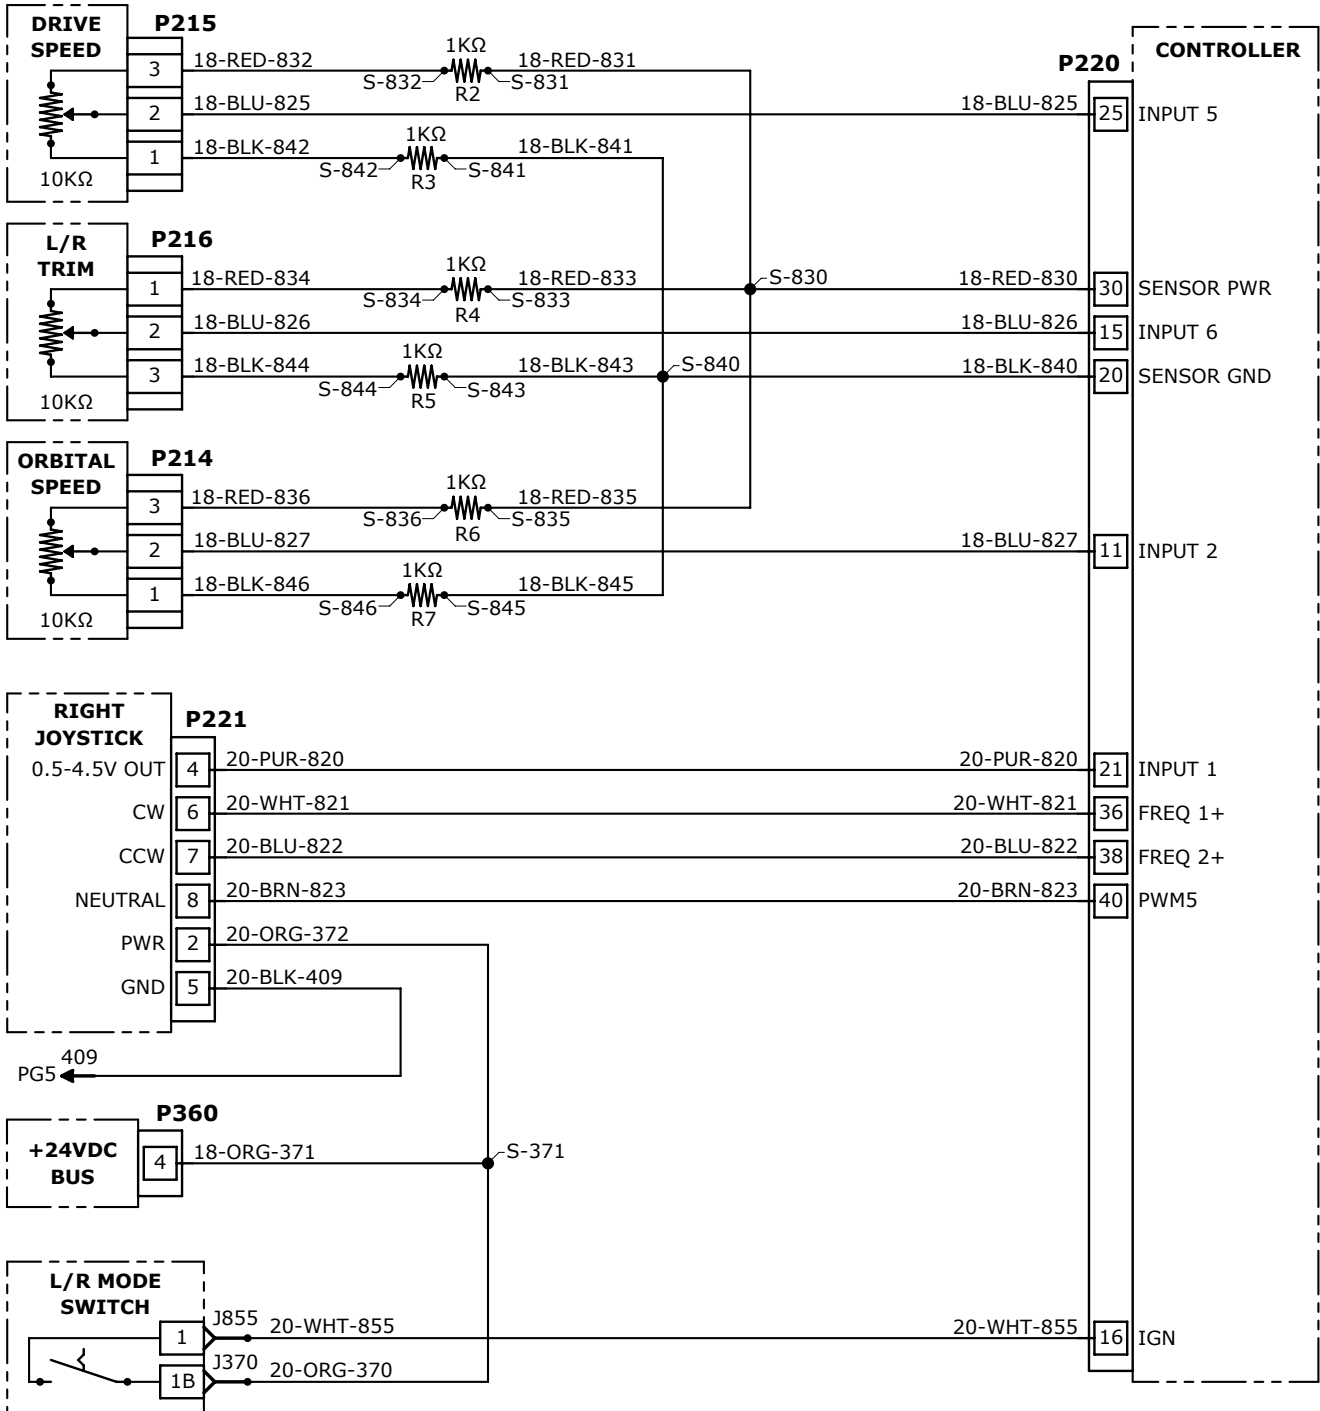 DRIVE
SPEED
P215
3
18-RED-832
S-832
1KΩ
R2
18-RED-831
S-831
2
18-BLU-825
18-BLU-825
25
INPUT 5
1
18-BLK-842
S-842
1KΩ
R3
18-BLK-841
S-841
10KΩ
P220
CONTROLLER
L/R
TRIM
P216
1
18-RED-834
S-834
1KΩ
R4
18-RED-833
S-833
S-830
18-RED-830
30
SENSOR PWR
2
18-BLU-826
18-BLU-826
15
INPUT 6
3
18-BLK-844
S-844
1KΩ
R5
18-BLK-843
S-843
S-840
18-BLK-840
20
SENSOR GND
10KΩ
ORBITAL
SPEED
P214
3
18-RED-836
S-836
1KΩ
R6
18-RED-835
S-835
2
18-BLU-827
18-BLU-827
11
INPUT 2
1
18-BLK-846
S-846
1KΩ
R7
18-BLK-845
S-845
10KΩ
RIGHT
JOYSTICK
P221
0.5-4.5V OUT
4
20-PUR-820
20-PUR-820
21
INPUT 1
CW
6
20-WHT-821
20-WHT-821
36
FREQ 1+
CCW
7
20-BLU-822
20-BLU-822
38
FREQ 2+
NEUTRAL
8
20-BRN-823
20-BRN-823
40
PWM5
PWR
2
20-ORG-372
GND
5
20-BLK-409
409
PG5
P360
+24VDC
BUS
4
18-ORG-371
S-371
L/R MODE
SWITCH
1
J855
20-WHT-855
20-WHT-855
16
IGN
1B
J370
20-ORG-370